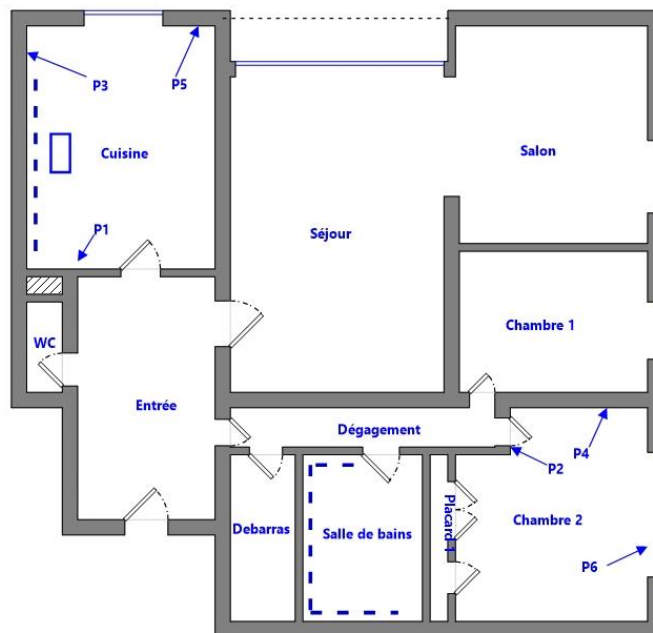 P3
P5
Cuisine
Salon
P1
Séjour
Chambre 1
WC
Entrée
Dégagement
P4
P2
Debarras
Salle de bains
Placard 1
Chambre 2
P6